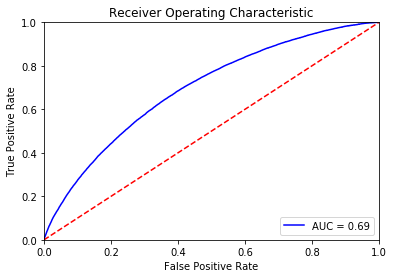 Receiver Operating Characteristic
1.0
0.8
0.6
0.4
0.2
0.0
True Positive Rate
AUC = 0.69
0.0 0.2 0.4 0.6 0.8 1.0
False Positive Rate